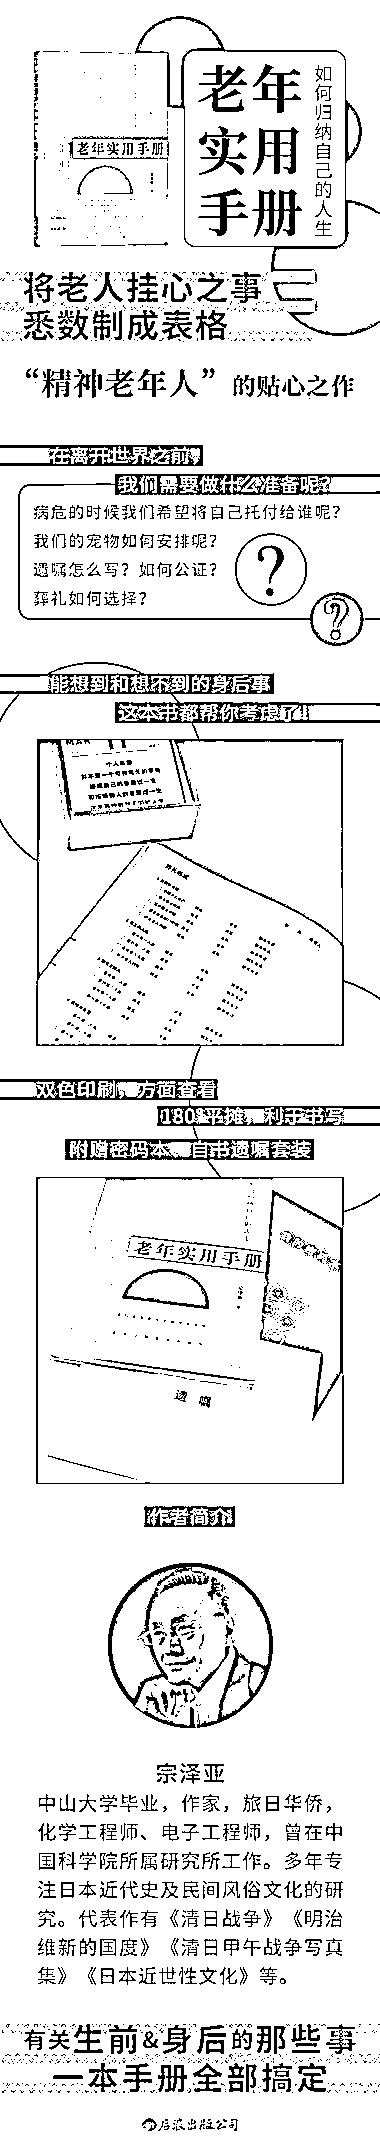 老年实用手册
老年
实用
手册
如何归纳自己的人生
将老人挂心之事
悉数制成表格
“精神老年人”的贴心之作
在离开世界之前，
我们需要做什么准备呢？
病危的时候我们希望将自己托付给谁呢？
我们的宠物如何安排呢？
遗嘱怎么写？如何公证？
葬礼如何选择？
?
?
能想到和想不到的身后事
这本书都帮你考虑了！
双色印刷，方面查看
180°平摊，利于书写
附赠密码本、自书遗嘱套装
老年实用手册
遗嘱
作者简介
宗泽亚
中山大学毕业，作家，旅日华侨，
化学工程师、电子工程师，曾在中
国科学院所属研究所工作。多年专
注日本近代史及民间风俗文化的研
究。代表作有《清日战争》《明治
维新的国度》《清日甲午战争写真
集》《日本近世性文化》等。
有关生前&身后的那些事
一本手册全部搞定
后浪出版公司